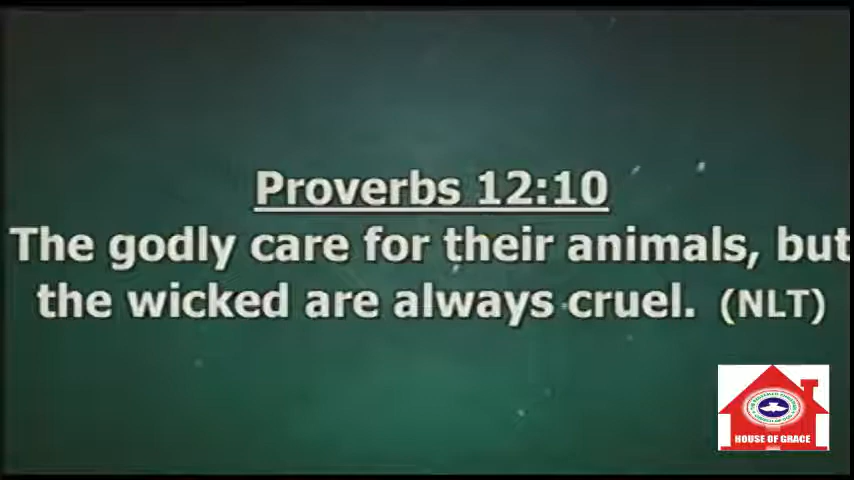 Proverbs 12:10
The godly care for their animals, but
the wicked are always cruel. (NLT)
HOUSE OF GRACE